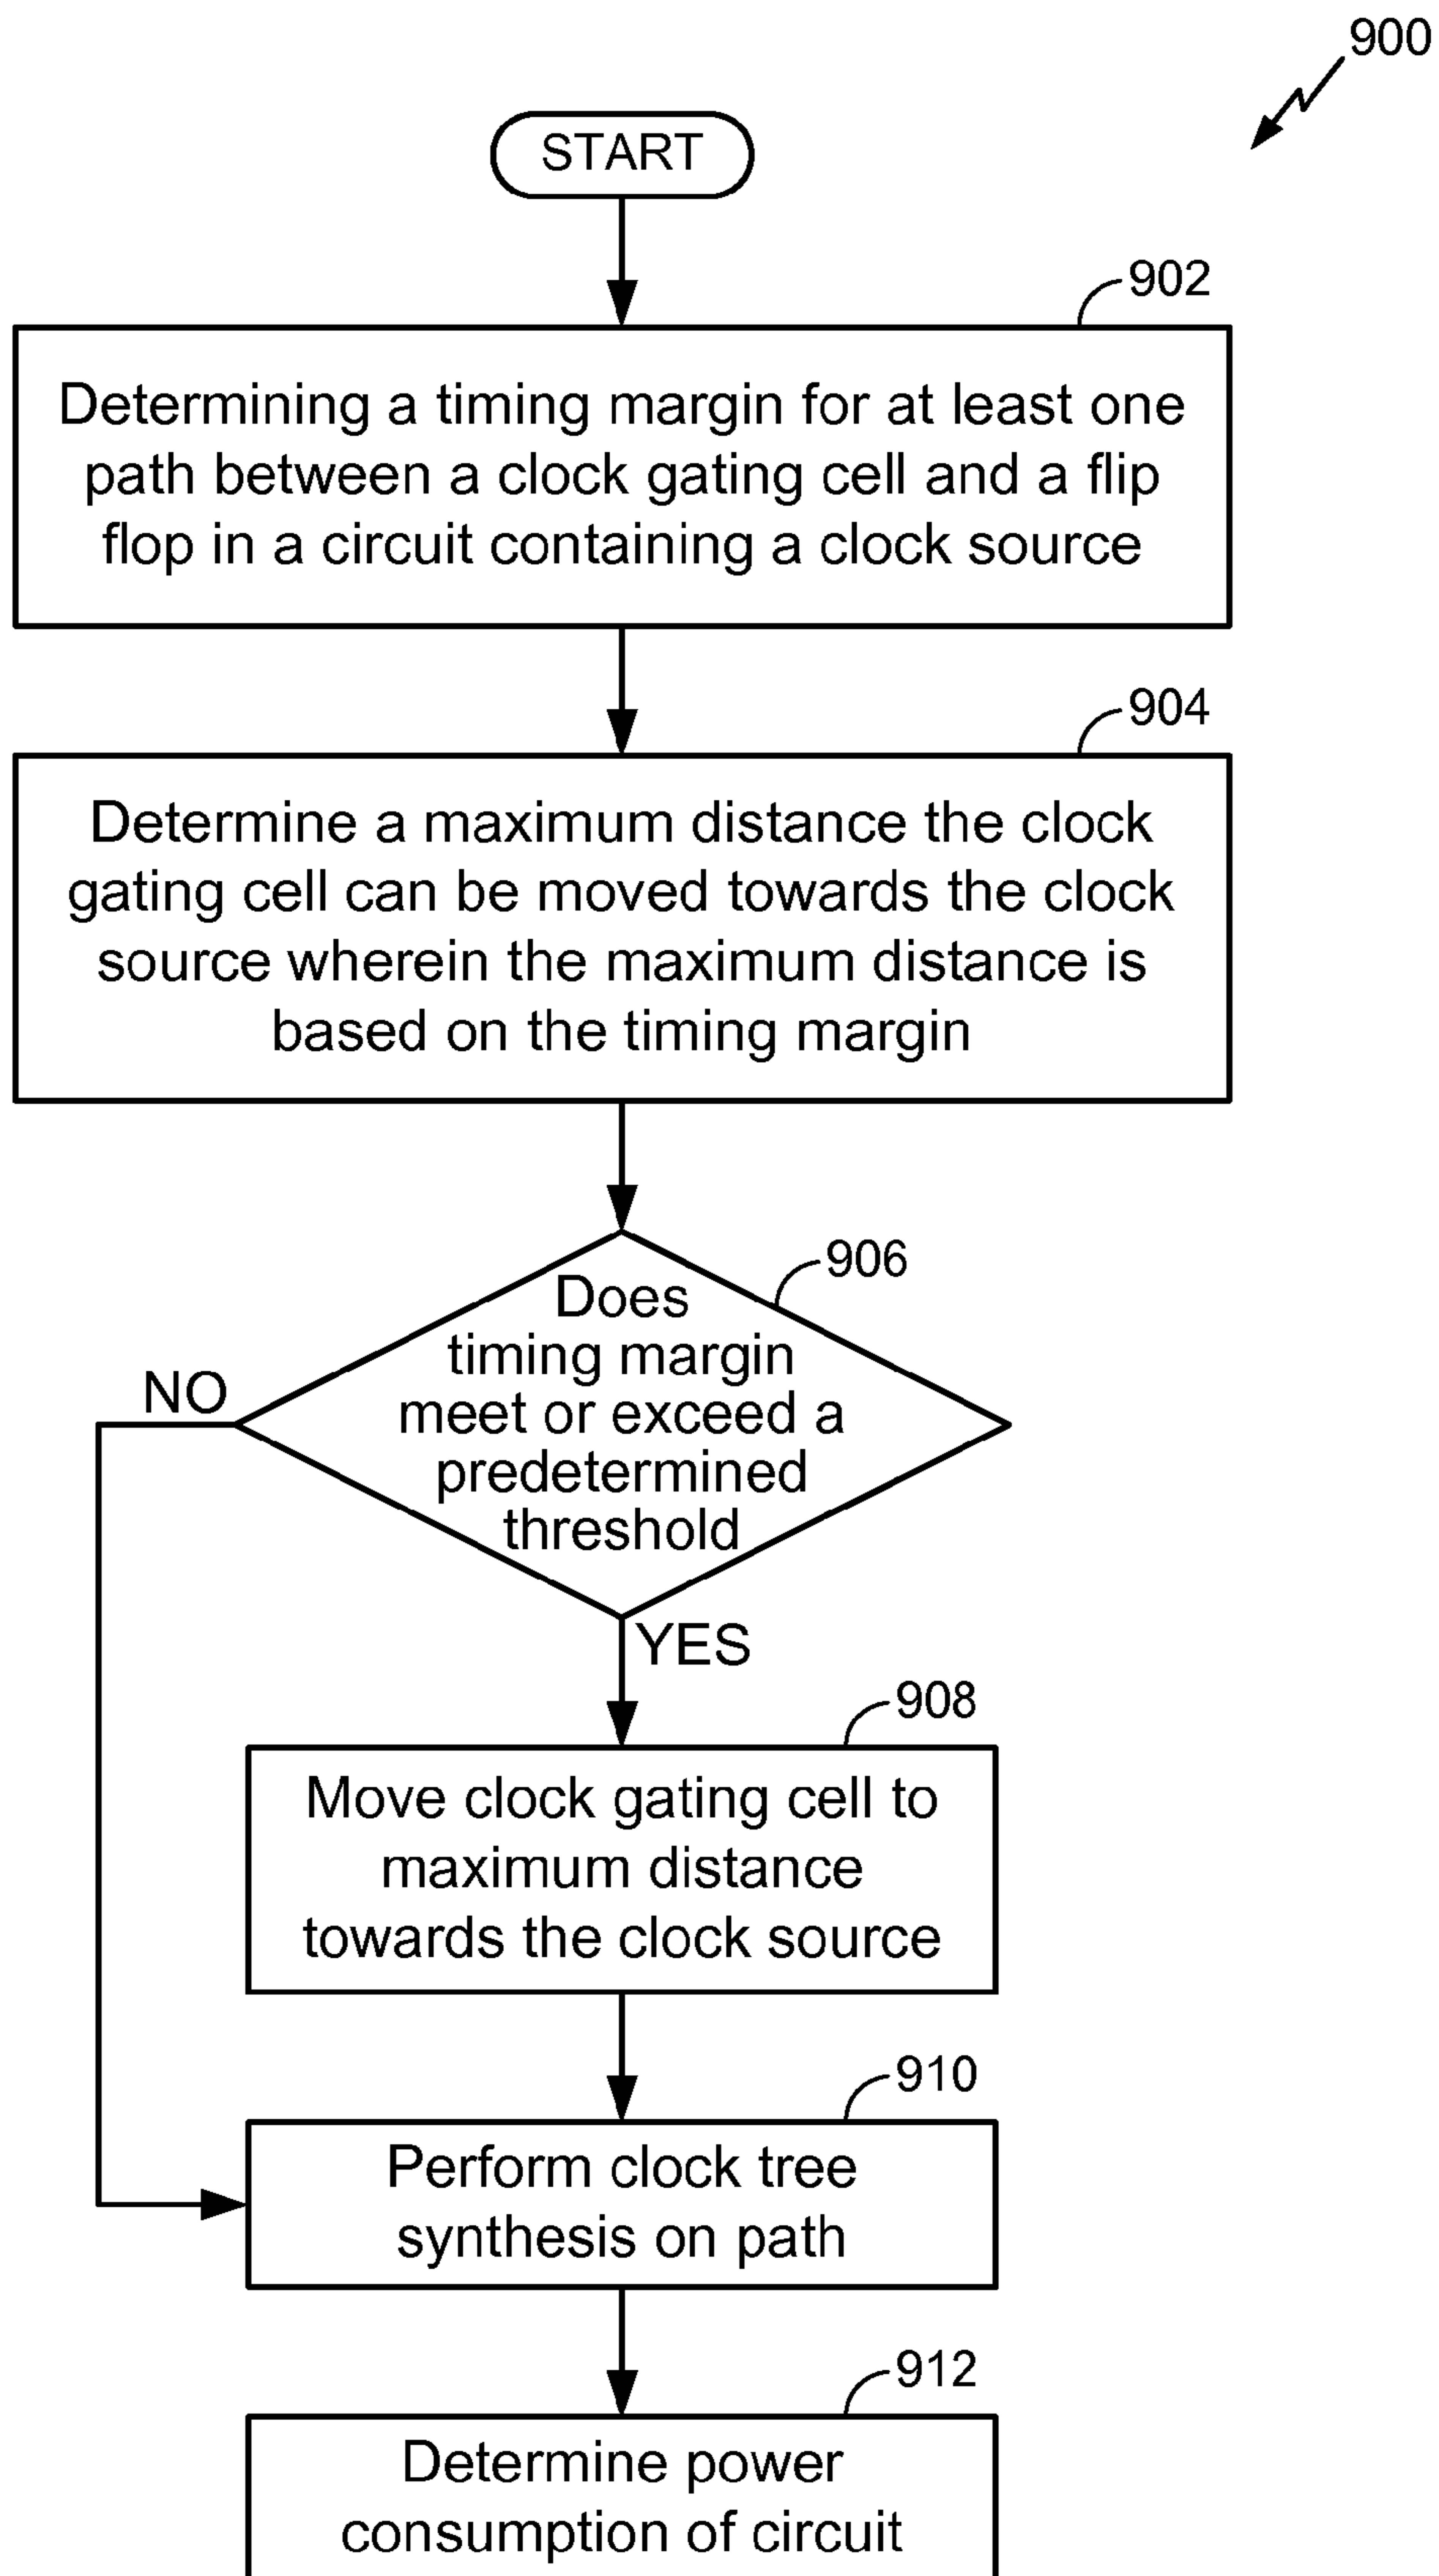 900
START
902
Determining a timing margin for at least one
path between a clock gating cell and a flip
flop in a circuit containing a clock source
904
Determine a maximum distance the clock
gating cell can be moved towards the clock
source wherein the maximum distance is
based on the timing margin
906
Does
timing margin
meet or exceed a
predetermined
threshold
NO
YES
908
Move clock gating cell to
maximum distance
towards the clock source
910
Perform clock tree
synthesis on path
912
Determine power
consumption of circuit